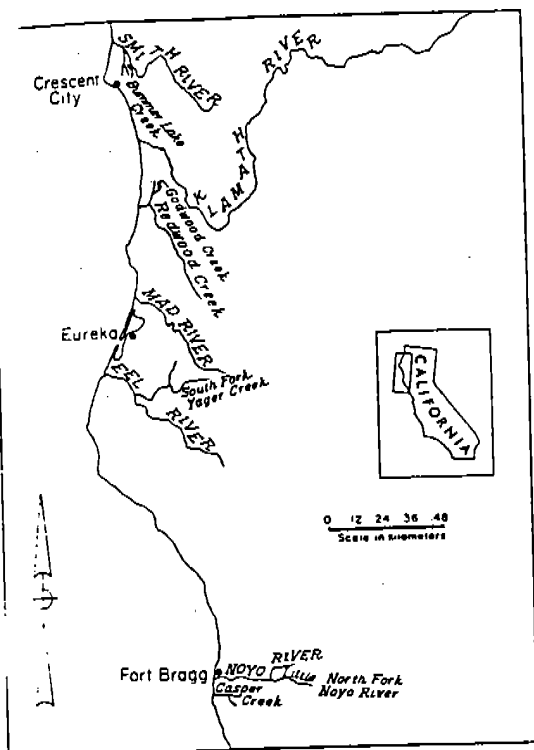 SMITH RIVER
Crescent
City
Bummer Lake
Creek
KLAMATH
RIVER
Godwood Creek
Redwood Creek
MAD RIVER
Eureka
EEL
RIVER
South Fork
Yager Creek
CALIFORNIA
0 12 24 36 48
Scale in kilometers
Fort Bragg
NOYO RIVER
Little North Fork
Noyo River
Casper
Creek